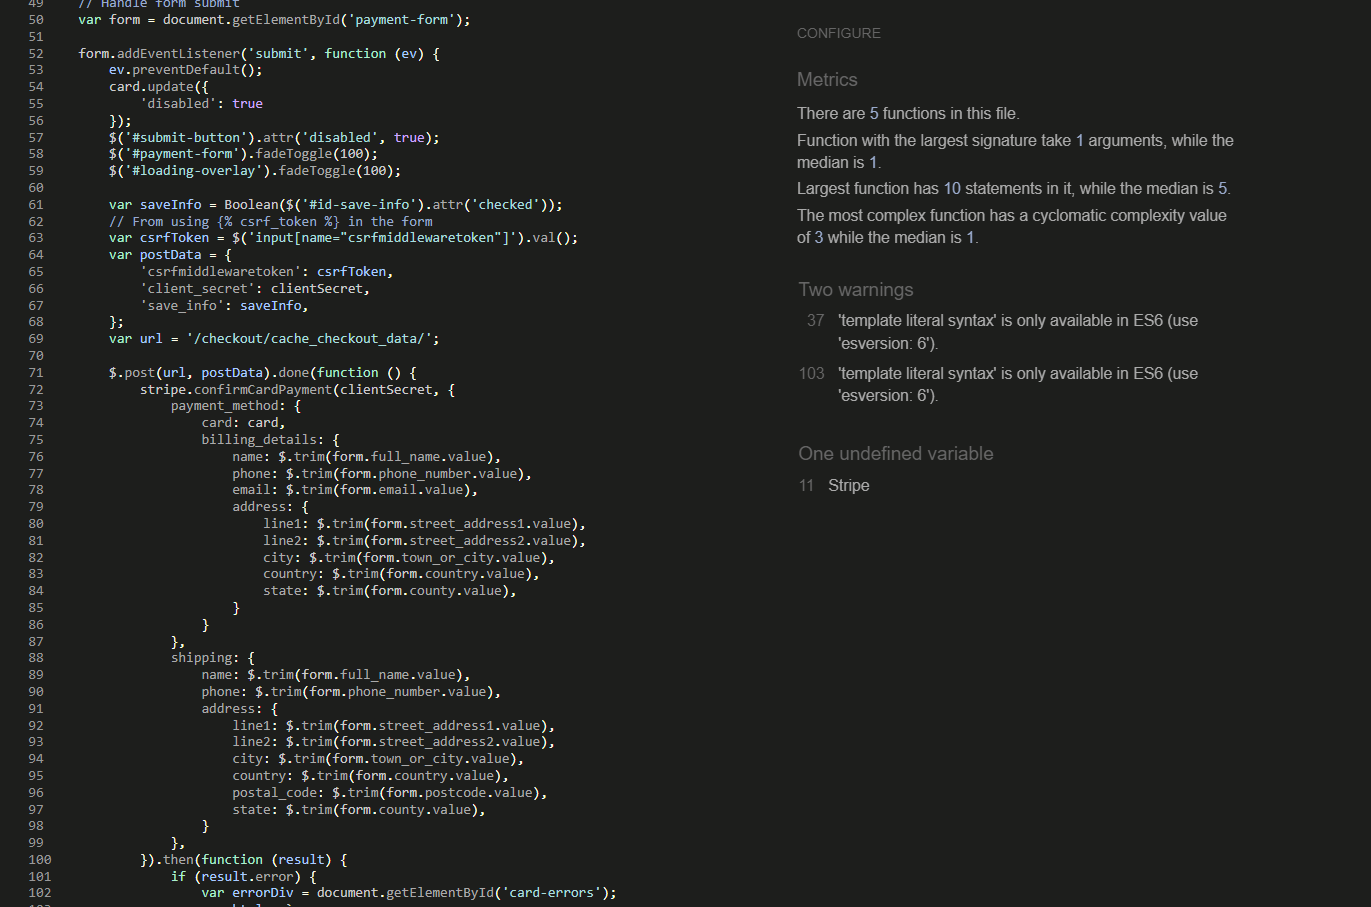 49 // Handle form submit
50 var form = document.getElementById('payment-form');
51
52 form.addEventListener('submit', function (ev) {
53 ev.preventDefault();
54 card.update({
55 'disabled': true
56 });
57 $('#submit-button').attr('disabled', true);
58 $('#payment-form').fadeToggle(100);
59 $('#loading-overlay').fadeToggle(100);
60
61 var saveInfo = Boolean($('#id-save-info').attr('checked'));
62 // From using {% csrf_token %} in the form
63 var csrfToken = $('input[name="csrfmiddlewaretoken"]').val();
64 var postData = {
65 'csrfmiddlewaretoken': csrfToken,
66 'client_secret': clientSecret,
67 'save_info': saveInfo,
68 };
69 var url = '/checkout/cache_checkout_data/';
70
71 $.post(url, postData).done(function () {
72 stripe.confirmCardPayment(clientSecret, {
73 payment_method: {
74 card: card,
75 billing_details: {
76 name: $.trim(form.full_name.value),
77 phone: $.trim(form.phone_number.value),
78 email: $.trim(form.email.value),
79 address: {
80 line1: $.trim(form.street_address1.value),
81 line2: $.trim(form.street_address2.value),
82 city: $.trim(form.town_or_city.value),
83 country: $.trim(form.country.value),
84 state: $.trim(form.county.value),
85 }
86 }
87 },
88 shipping: {
89 name: $.trim(form.full_name.value),
90 phone: $.trim(form.phone_number.value),
91 address: {
92 line1: $.trim(form.street_address1.value),
93 line2: $.trim(form.street_address2.value),
94 city: $.trim(form.town_or_city.value),
95 country: $.trim(form.country.value),
96 postal_code: $.trim(form.postcode.value),
97 state: $.trim(form.county.value),
98 }
99 },
100 }).then(function (result) {
101 if (result.error) {
102 var errorDiv = document.getElementById('card-errors');
CONFIGURE
Metrics
There are 5 functions in this file.
Function with the largest signature take 1 arguments, while the
median is 1.
Largest function has 10 statements in it, while the median is 5.
The most complex function has a cyclomatic complexity value
of 3 while the median is 1.
Two warnings
37 'template literal syntax' is only available in ES6 (use
'esversion: 6').
103 'template literal syntax' is only available in ES6 (use
'esversion: 6').
One undefined variable
11 Stripe